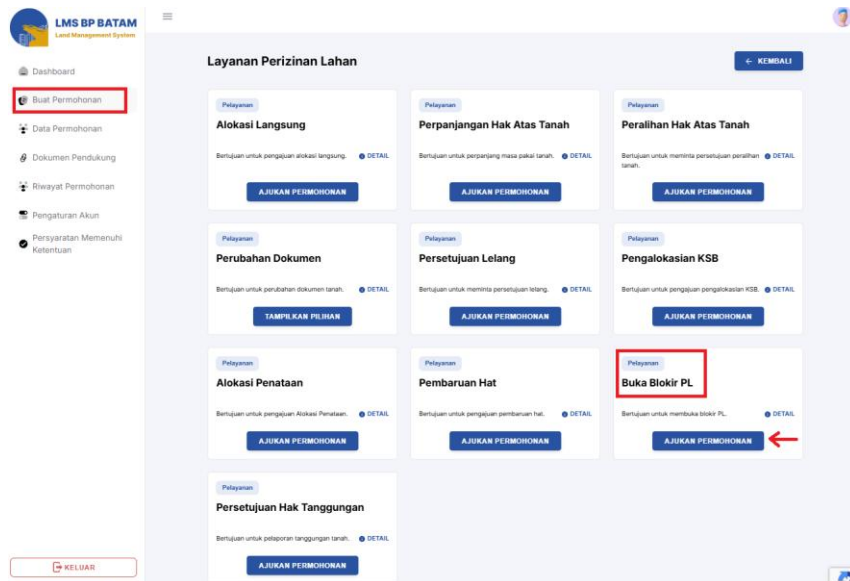 LMS BP BATAM
Land Management System
Dashboard
Buat Permohonan
Data Permohonan
Dokumen Pendukung
Riwayat Permohonan
Pengaturan Akun
Persyaratan Memenuhi
Ketentuan
KELUAR
Layanan Perizinan Lahan
← KEMBALI
Pelayanan
Alokasi Langsung
Bertujuan untuk pengajuan alokasi langsung.
DETAIL
AJUKAN PERMOHONAN
Pelayanan
Perpanjangan Hak Atas Tanah
Bertujuan untuk perpanjang masa pakai tanah.
DETAIL
AJUKAN PERMOHONAN
Pelayanan
Peralihan Hak Atas Tanah
Bertujuan untuk meminta persetujuan peralihan
tanah.
DETAIL
AJUKAN PERMOHONAN
Pelayanan
Perubahan Dokumen
Bertujuan untuk perubahan dokumen tanah.
DETAIL
TAMPILKAN PILIHAN
Pelayanan
Persetujuan Lelang
Bertujuan untuk meminta persetujuan lelang.
DETAIL
AJUKAN PERMOHONAN
Pelayanan
Pengalokasian KSB
Bertujuan untuk pengajuan pengalokasian KSB.
DETAIL
AJUKAN PERMOHONAN
Pelayanan
Alokasi Penataan
Bertujuan untuk pengajuan Alokasi Penataan.
DETAIL
AJUKAN PERMOHONAN
Pelayanan
Pembaruan Hat
Bertujuan untuk pengajuan pembaruan hat.
DETAIL
AJUKAN PERMOHONAN
Pelayanan
Buka Blokir PL
Bertujuan untuk membuka blokir PL.
DETAIL
AJUKAN PERMOHONAN
Pelayanan
Persetujuan Hak Tanggungan
Bertujuan untuk pelaporan tanggungan tanah.
DETAIL
AJUKAN PERMOHONAN